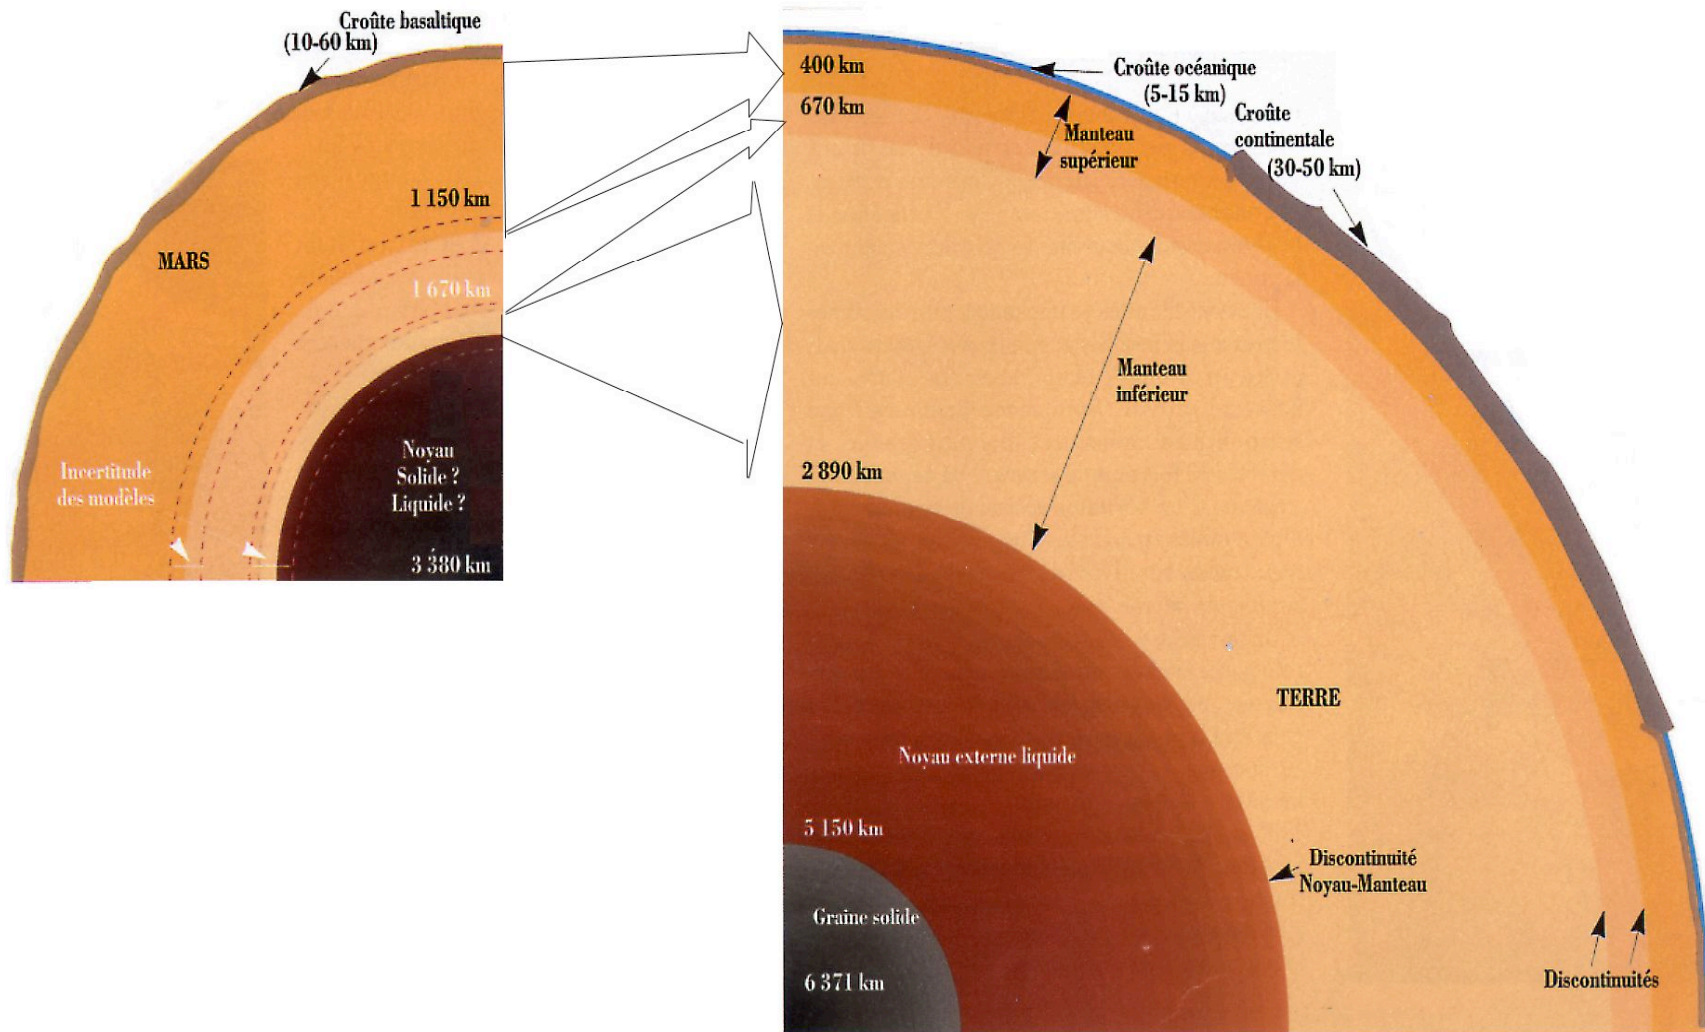 Croûte basaltique
(10-60 km)
1 150 km
MARS
1 670 km
Incertitude
des modèles
Noyau
Solide ?
Liquide ?
3 380 km
400 km
670 km
Croûte océanique
(5-15 km)
Croûte
continentale
(30-50 km)
Manteau
supérieur
Manteau
inférieur
2 890 km
TERRE
Noyau externe liquide
5 150 km
Discontinuité
Noyau-Manteau
Graine solide
6 371 km
Discontinuités